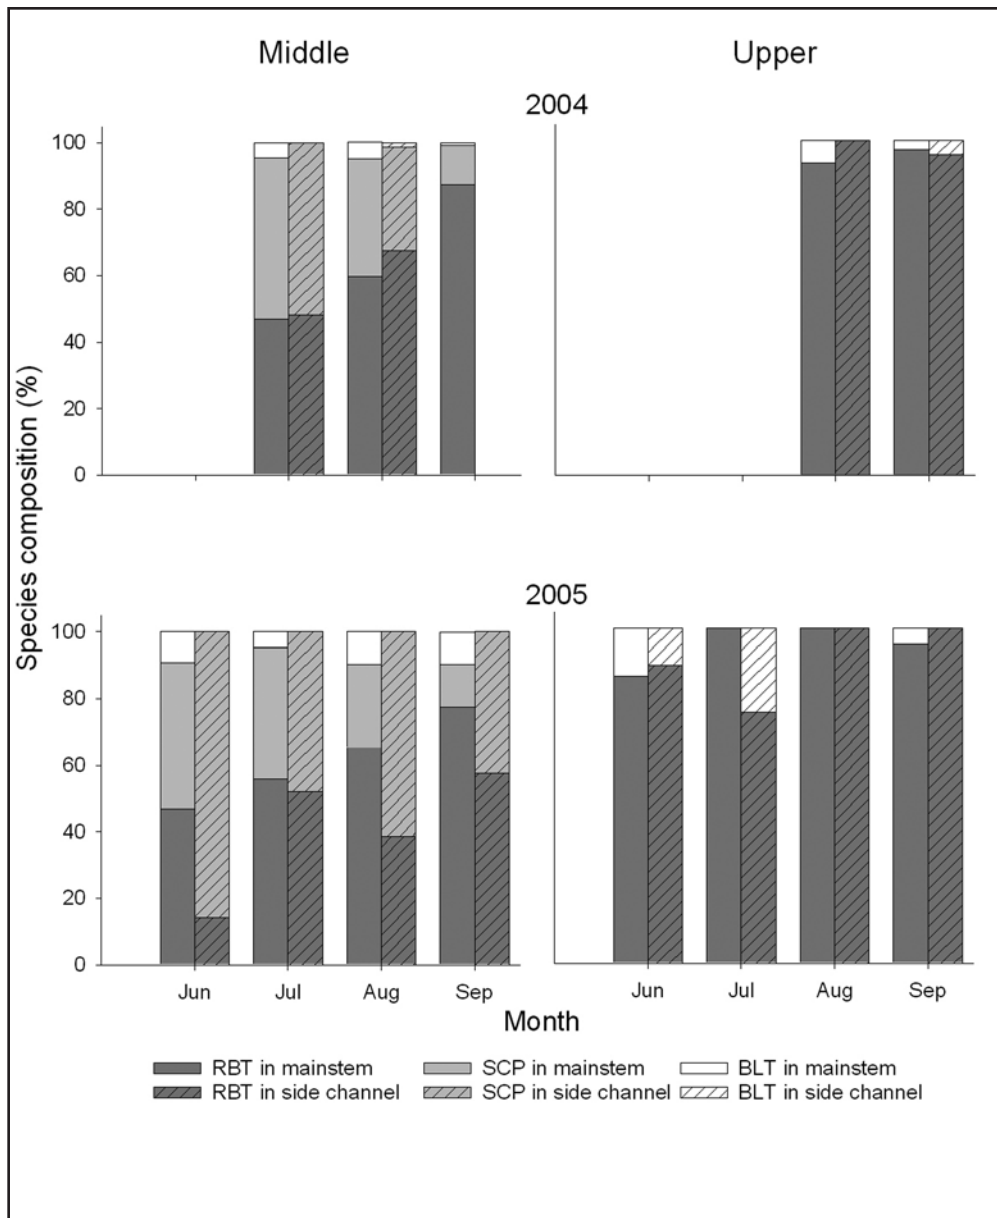 Middle Upper
2004
100
80
60
40
20
0
Species composition (%)
2005
100
80
60
40
20
0
Jun Jul Aug Sep Jun Jul Aug Sep
Month
RBT in mainstem SCP in mainstem BLT in mainstem
RBT in side channel SCP in side channel BLT in side channel